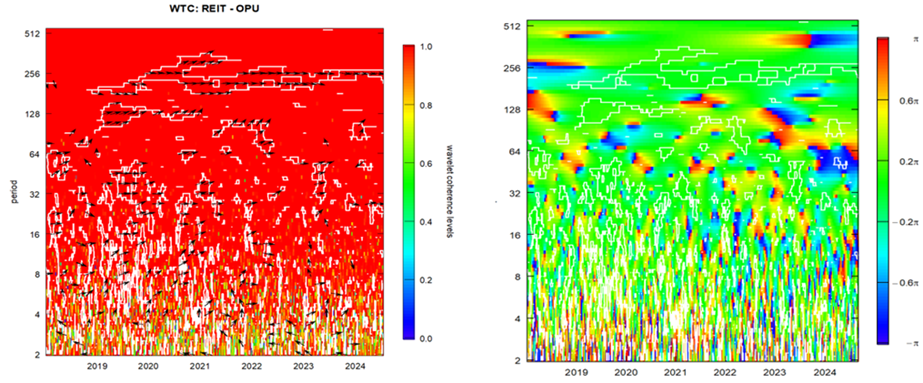 WTC: REIT - OPU
512
256
128
64
32
16
8
4
2
period
2019 2020 2021 2022 2023 2024
1.0
0.8
0.6
0.4
0.2
0.0
wavelet coherence levels
512
256
128
64
32
16
8
4
2
2019 2020 2021 2022 2023 2024
π
0.6π
0.2π
−0.2π
−0.6π
−π